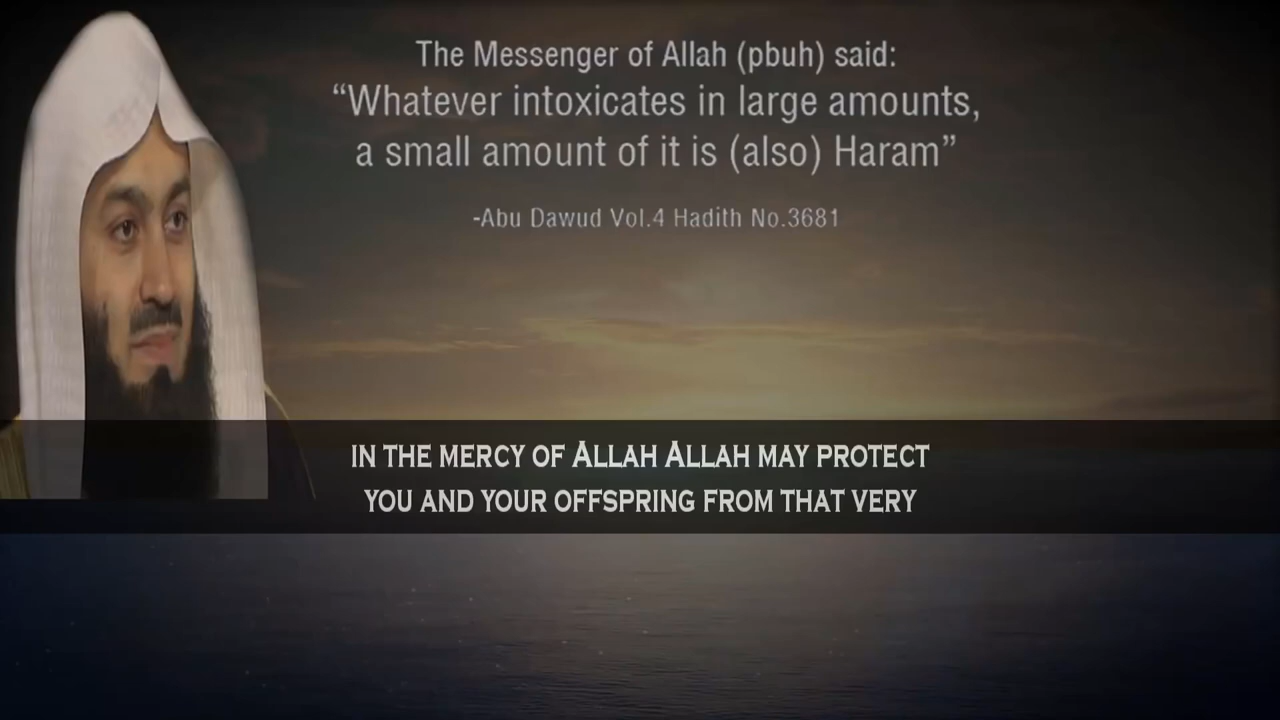 The Messenger of Allah (pbuh) said:
“Whatever intoxicates in large amounts,
a small amount of it is (also) Haram”
-Abu Dawud Vol.4 Hadith No.3681
IN THE MERCY OF ALLAH ALLAH MAY PROTECT
YOU AND YOUR OFFSPRING FROM THAT VERY